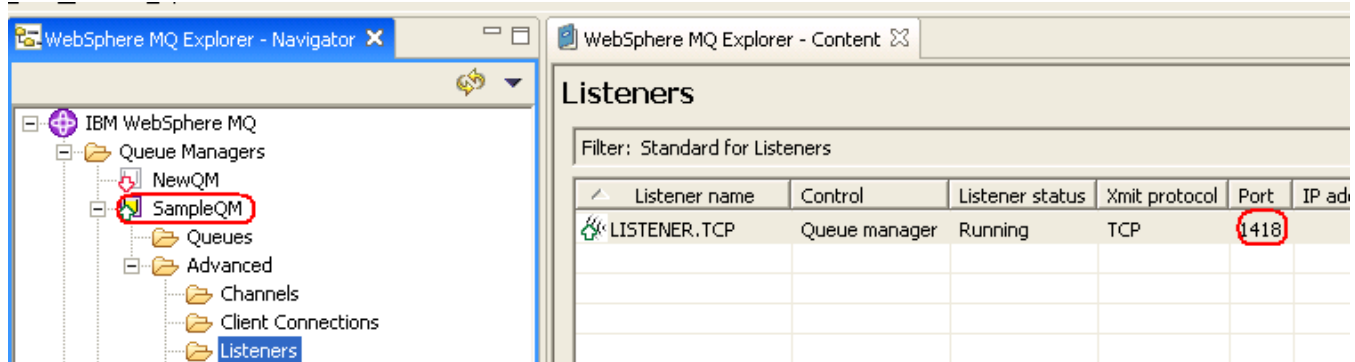 WebSphere MQ Explorer - Navigator
IBM WebSphere MQ
Queue Managers
NewQM
SampleQM
Queues
Advanced
Channels
Client Connections
Listeners
WebSphere MQ Explorer - Content
Listeners
Filter: Standard for Listeners
Listener name Control Listener status Xmit protocol Port IP
LISTENER.TCP Queue manager Running TCP 1418